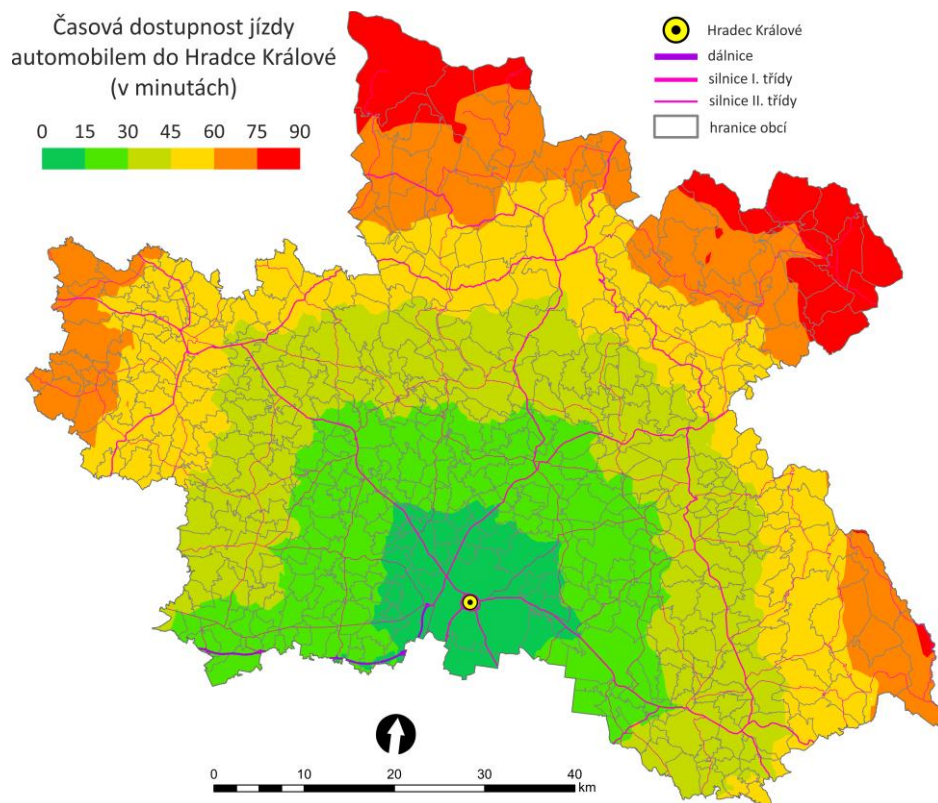 Časová dostupnost jízdy
automobilem do Hradce Králové
(v minutách)
0 15 30 45 60 75 90
Hradec Králové
dálnice
silnice I. třídy
silnice II. třídy
hranice obcí
0 10 20 30 40
km